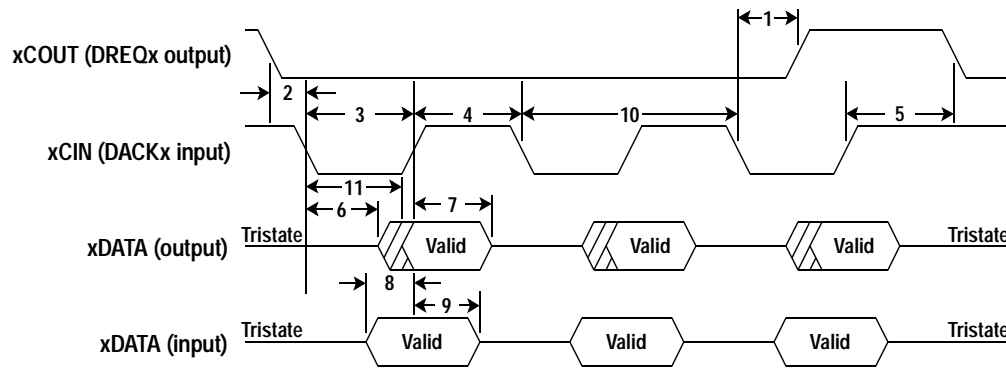 1
xCOUT (DREQx output)
2 3 4 10 5
xCIN (DACKx input)
11
6 7
xDATA (output) Tristate Valid Valid Valid Tristate
8 9
xDATA (input) Tristate Valid Valid Valid Tristate